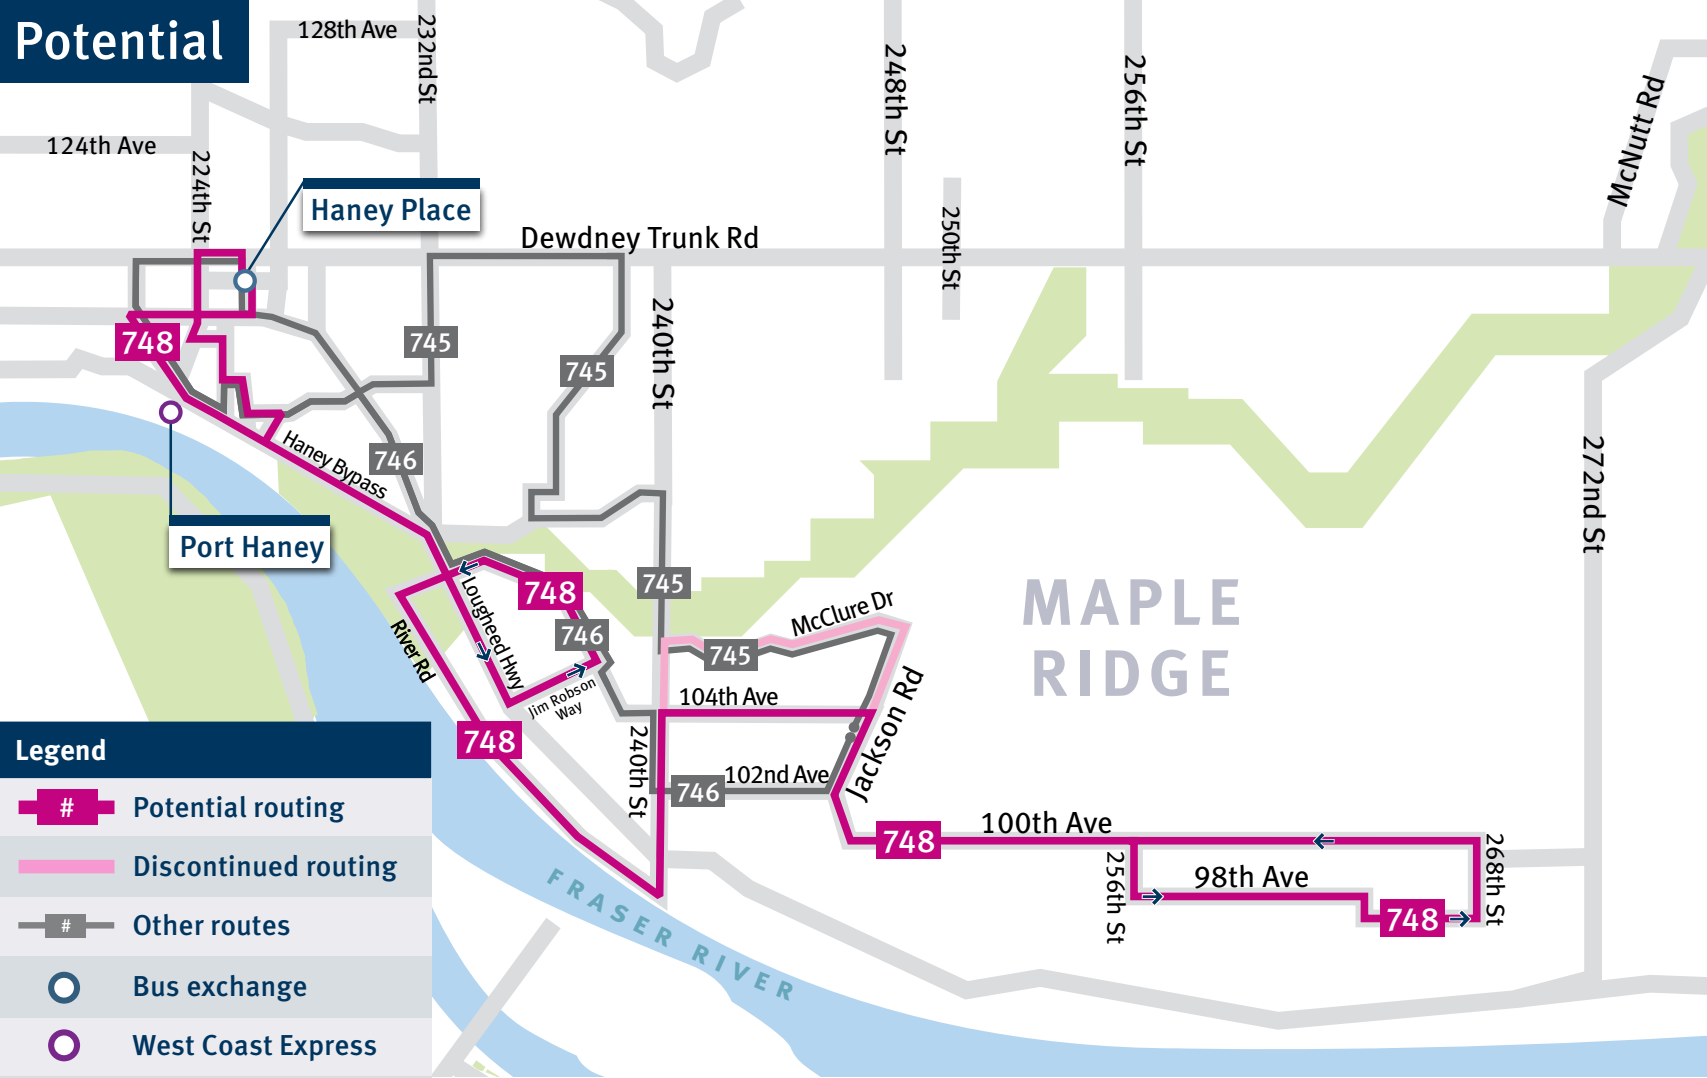 Potential
128th Ave
232nd St
248th St
256th St
McNutt Rd
124th Ave
224th St
Haney Place
Dewdney Trunk Rd
250th St
748
745
745
240th St
746
Haney Bypass
272nd St
Port Haney
748
745
Lougheed Hwy
746
McClure Dr
745
MAPLE
RIDGE
River Rd
Jim Robson
Way
104th Ave
Jackson Rd
748
240th St
746
102nd Ave
748
100th Ave
256th St
98th Ave
268th St
748
FRASER RIVER
Legend
# Potential routing
Discontinued routing
# Other routes
Bus exchange
West Coast Express